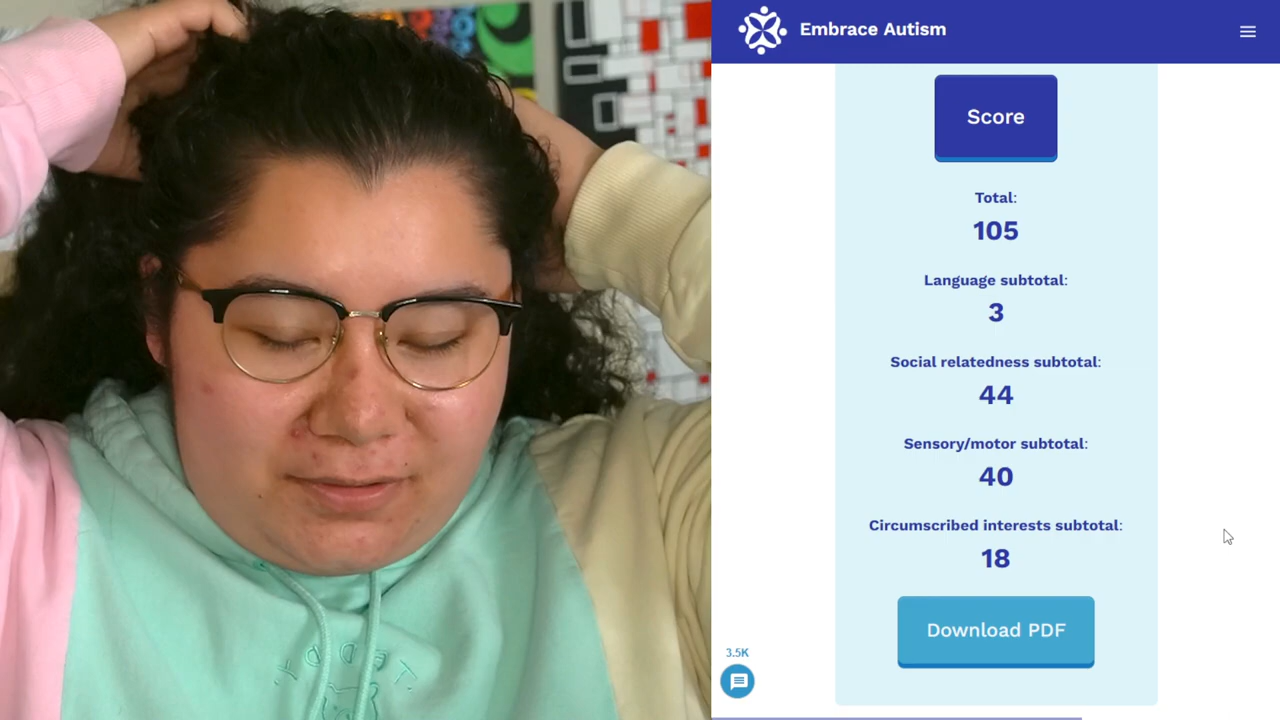 Embrace Autism
Score
Total:
105
Language subtotal:
3
Social relatedness subtotal:
44
Sensory/motor subtotal:
40
Circumscribed interests subtotal:
18
Download PDF
3.5K
TEDDY